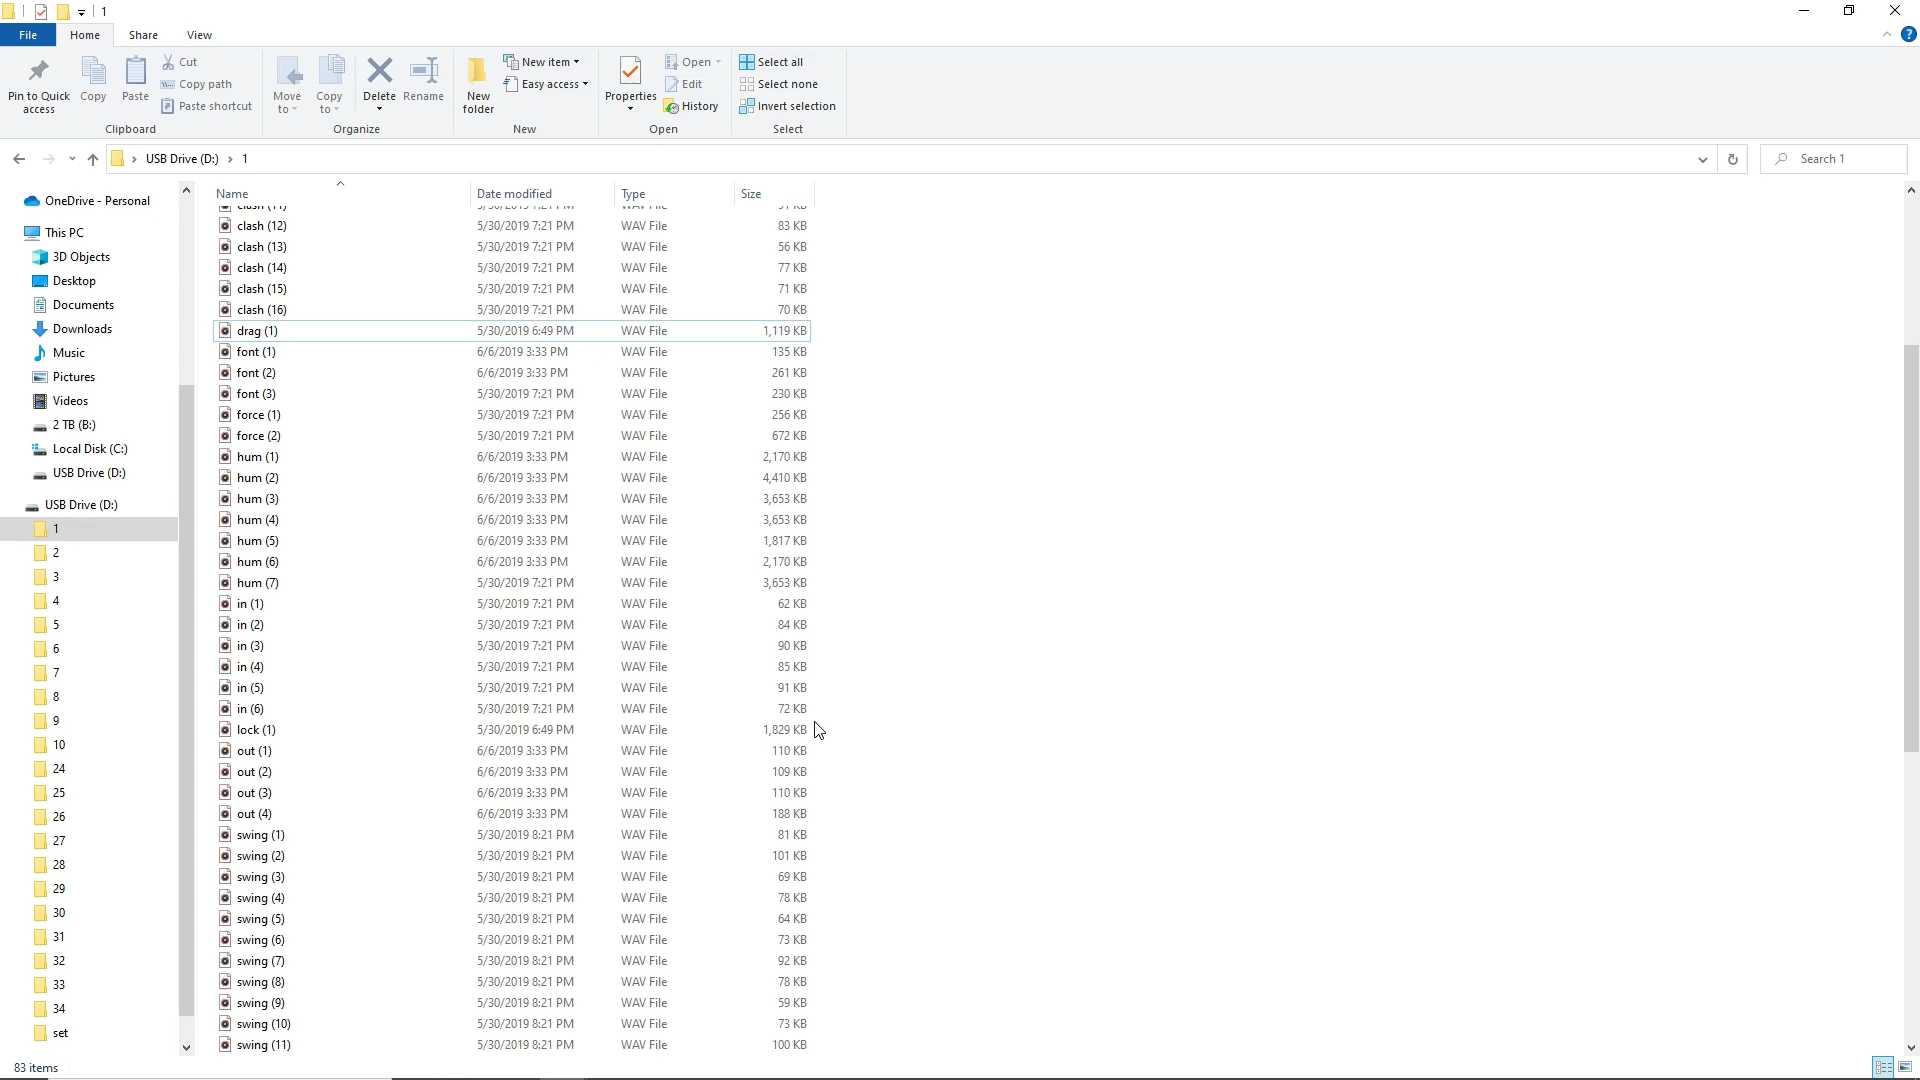 1
File Home Share View
Pin to Quick access
Copy
Paste
Cut
Copy path
Paste shortcut
Clipboard
Move to
Copy to
Delete
Rename
Organize
New folder
New item
Easy access
New
Properties
Open
Edit
History
Open
Select all
Select none
Invert selection
Select
USB Drive (D:) 1
Search 1
OneDrive - Personal
This PC
3D Objects
Desktop
Documents
Downloads
Music
Pictures
Videos
2 TB (B:)
Local Disk (C:)
USB Drive (D:)
USB Drive (D:)
1
2
3
4
5
6
7
8
9
10
24
25
26
27
28
29
30
31
32
33
34
set
Name Date modified Type Size
clash (12) 5/30/2019 7:21 PM WAV File 83 KB
clash (13) 5/30/2019 7:21 PM WAV File 56 KB
clash (14) 5/30/2019 7:21 PM WAV File 77 KB
clash (15) 5/30/2019 7:21 PM WAV File 71 KB
clash (16) 5/30/2019 7:21 PM WAV File 70 KB
drag (1) 5/30/2019 6:49 PM WAV File 1,119 KB
font (1) 6/6/2019 3:33 PM WAV File 135 KB
font (2) 6/6/2019 3:33 PM WAV File 261 KB
font (3) 5/30/2019 7:21 PM WAV File 230 KB
force (1) 5/30/2019 7:21 PM WAV File 256 KB
force (2) 5/30/2019 7:21 PM WAV File 672 KB
hum (1) 6/6/2019 3:33 PM WAV File 2,170 KB
hum (2) 6/6/2019 3:33 PM WAV File 4,410 KB
hum (3) 6/6/2019 3:33 PM WAV File 3,653 KB
hum (4) 6/6/2019 3:33 PM WAV File 3,653 KB
hum (5) 6/6/2019 3:33 PM WAV File 1,817 KB
hum (6) 6/6/2019 3:33 PM WAV File 2,170 KB
hum (7) 5/30/2019 7:21 PM WAV File 3,653 KB
in (1) 5/30/2019 7:21 PM WAV File 62 KB
in (2) 5/30/2019 7:21 PM WAV File 84 KB
in (3) 5/30/2019 7:21 PM WAV File 90 KB
in (4) 5/30/2019 7:21 PM WAV File 85 KB
in (5) 5/30/2019 7:21 PM WAV File 91 KB
in (6) 5/30/2019 7:21 PM WAV File 72 KB
lock (1) 5/30/2019 6:49 PM WAV File 1,829 KB
out (1) 6/6/2019 3:33 PM WAV File 110 KB
out (2) 6/6/2019 3:33 PM WAV File 109 KB
out (3) 6/6/2019 3:33 PM WAV File 110 KB
out (4) 6/6/2019 3:33 PM WAV File 188 KB
swing (1) 5/30/2019 8:21 PM WAV File 81 KB
swing (2) 5/30/2019 8:21 PM WAV File 101 KB
swing (3) 5/30/2019 8:21 PM WAV File 69 KB
swing (4) 5/30/2019 8:21 PM WAV File 78 KB
swing (5) 5/30/2019 8:21 PM WAV File 64 KB
swing (6) 5/30/2019 8:21 PM WAV File 73 KB
swing (7) 5/30/2019 8:21 PM WAV File 92 KB
swing (8) 5/30/2019 8:21 PM WAV File 78 KB
swing (9) 5/30/2019 8:21 PM WAV File 59 KB
swing (10) 5/30/2019 8:21 PM WAV File 73 KB
swing (11) 5/30/2019 8:21 PM WAV File 100 KB
83 items